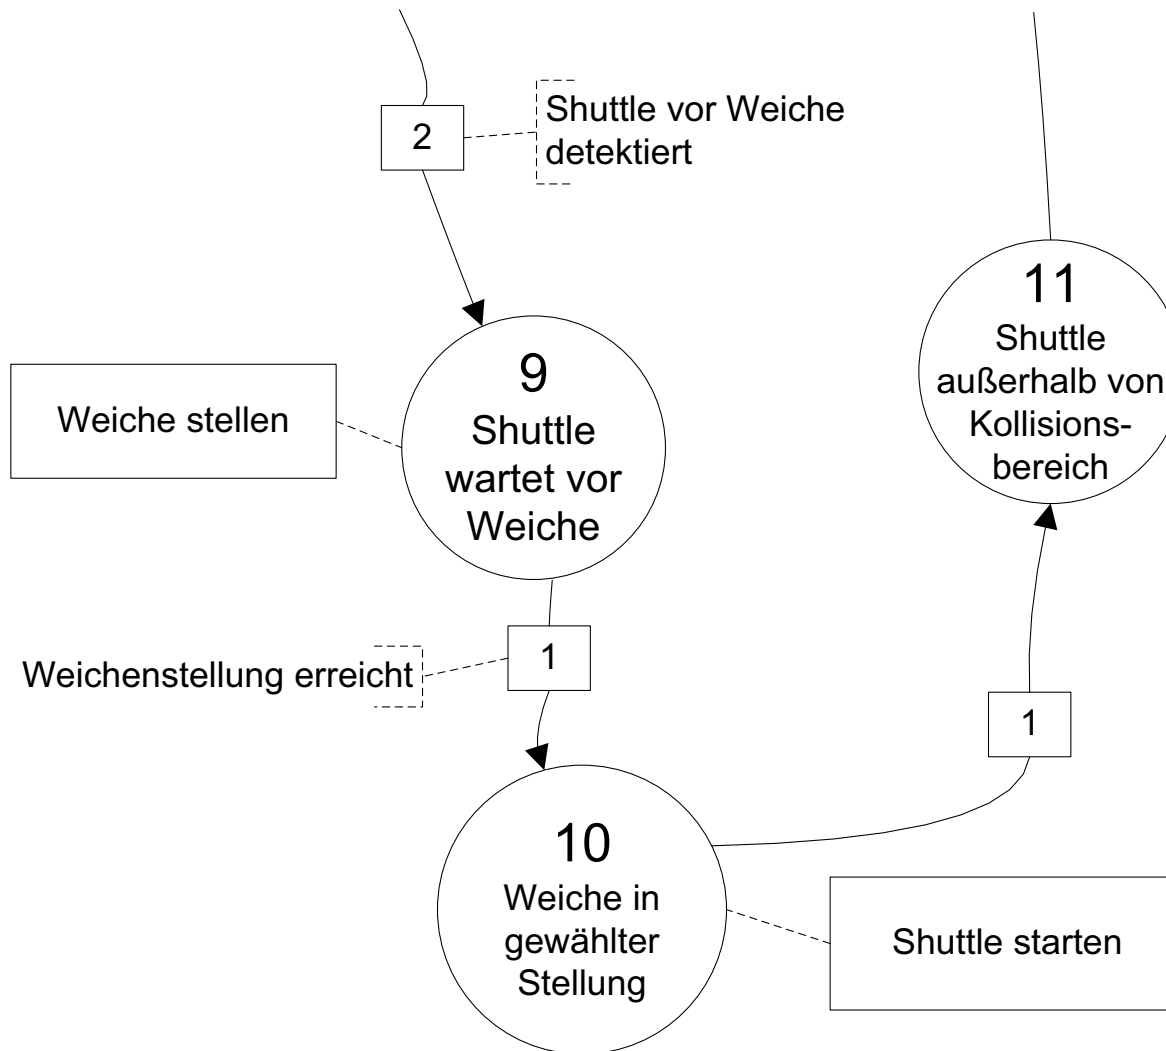 2
Shuttle vor Weiche
detektiert
11
Shuttle
außerhalb von
Kollisions-
bereich
9
Shuttle
wartet vor
Weiche
Weiche stellen
1
Weichenstellung erreicht
1
10
Weiche in
gewählter
Stellung
Shuttle starten